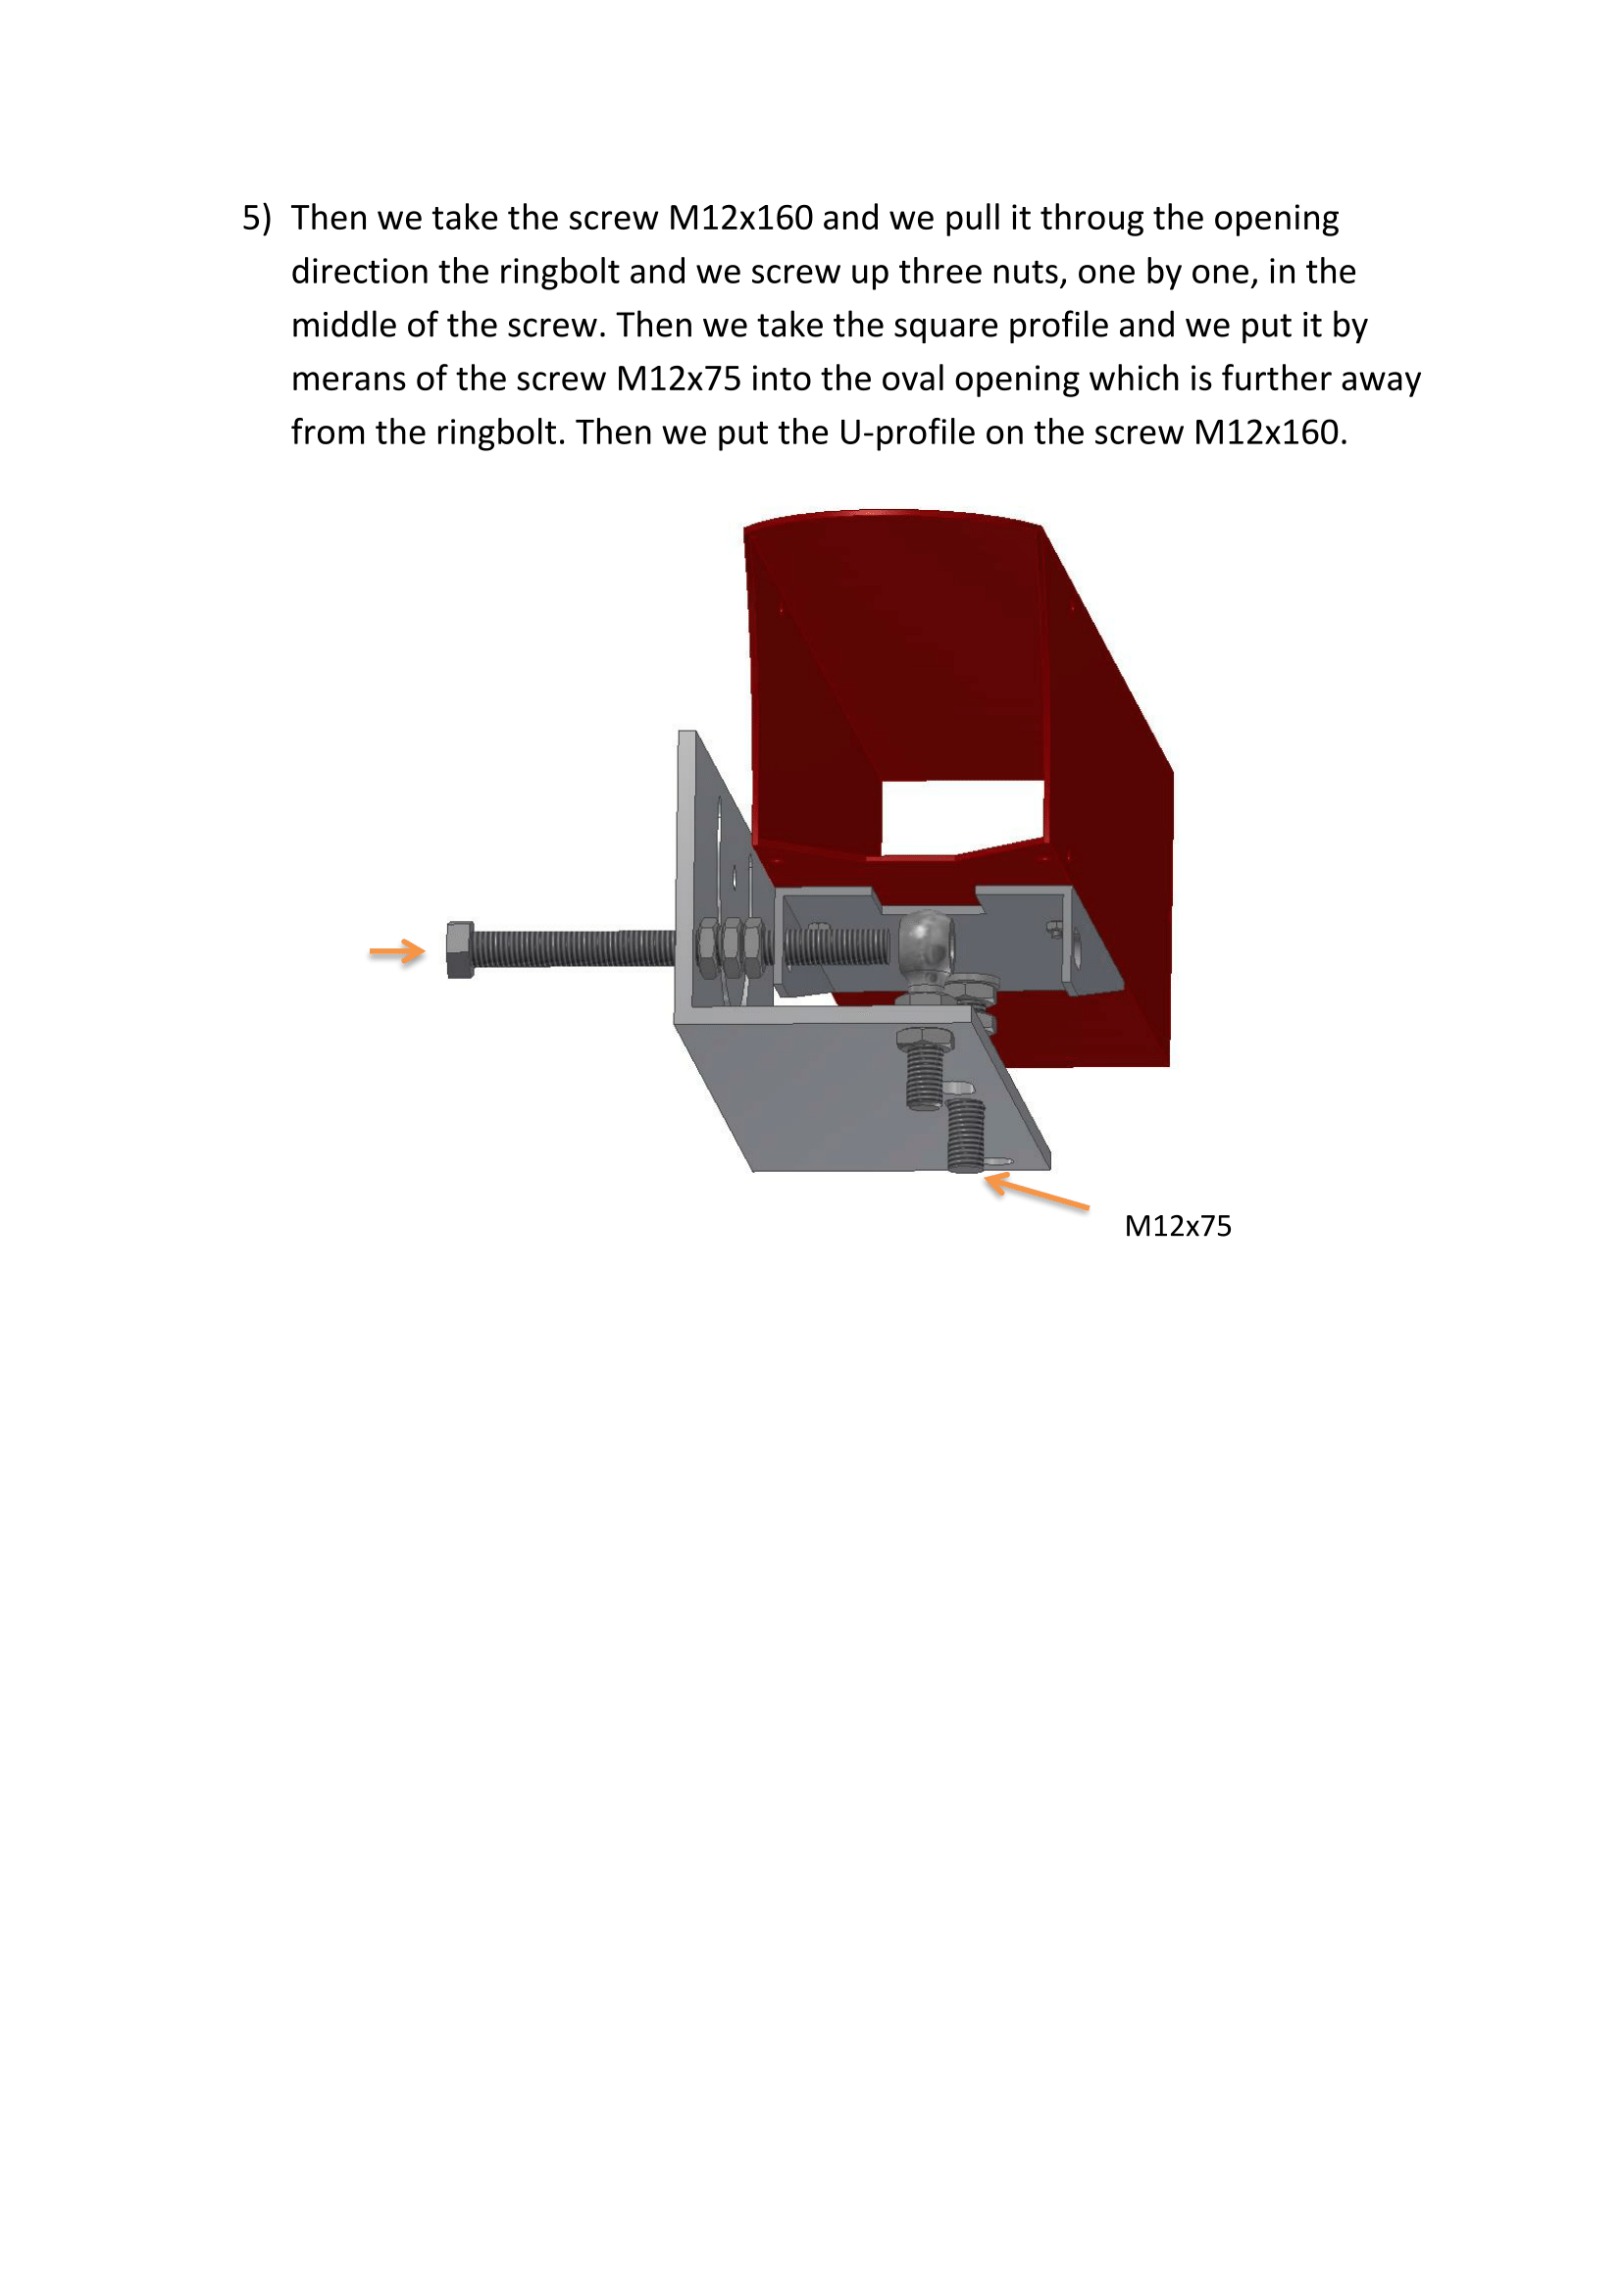 5) Then we take the screw M12x160 and we pull it throug the opening
direction the ringbolt and we screw up three nuts, one by one, in the
middle of the screw. Then we take the square profile and we put it by
merans of the screw M12x75 into the oval opening which is further away
from the ringbolt. Then we put the U-profile on the screw M12x160.
M12x75